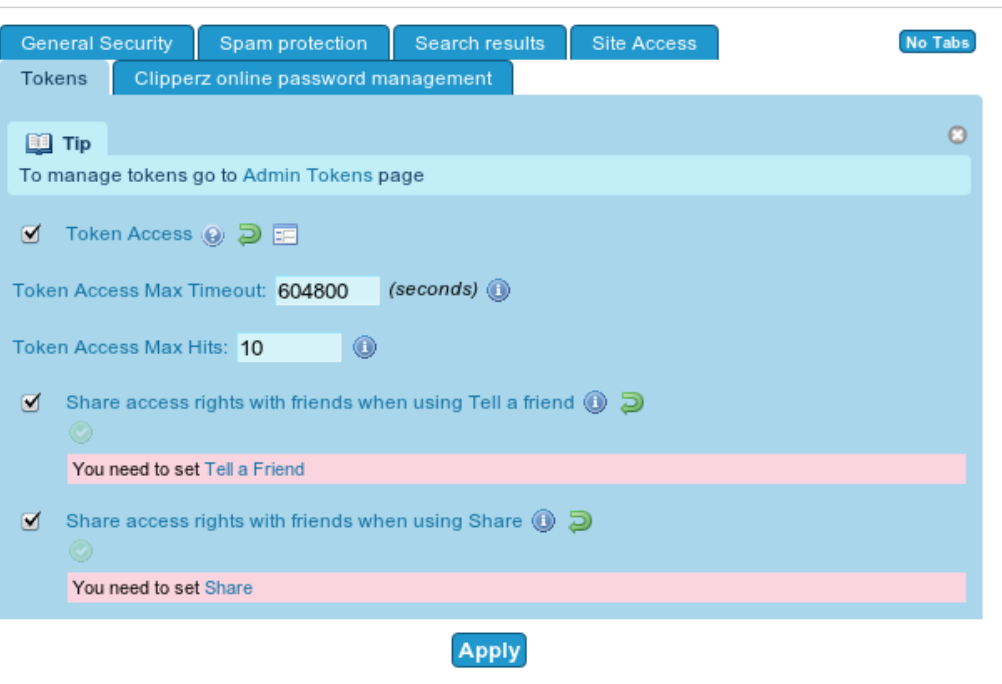 General Security Spam protection Search results Site Access No Tabs
Tokens Clipperz online password management
Tip
To manage tokens go to Admin Tokens page
Token Access
Token Access Max Timeout: 604800 (seconds)
Token Access Max Hits: 10
Share access rights with friends when using Tell a friend
You need to set Tell a Friend
Share access rights with friends when using Share
You need to set Share
Apply